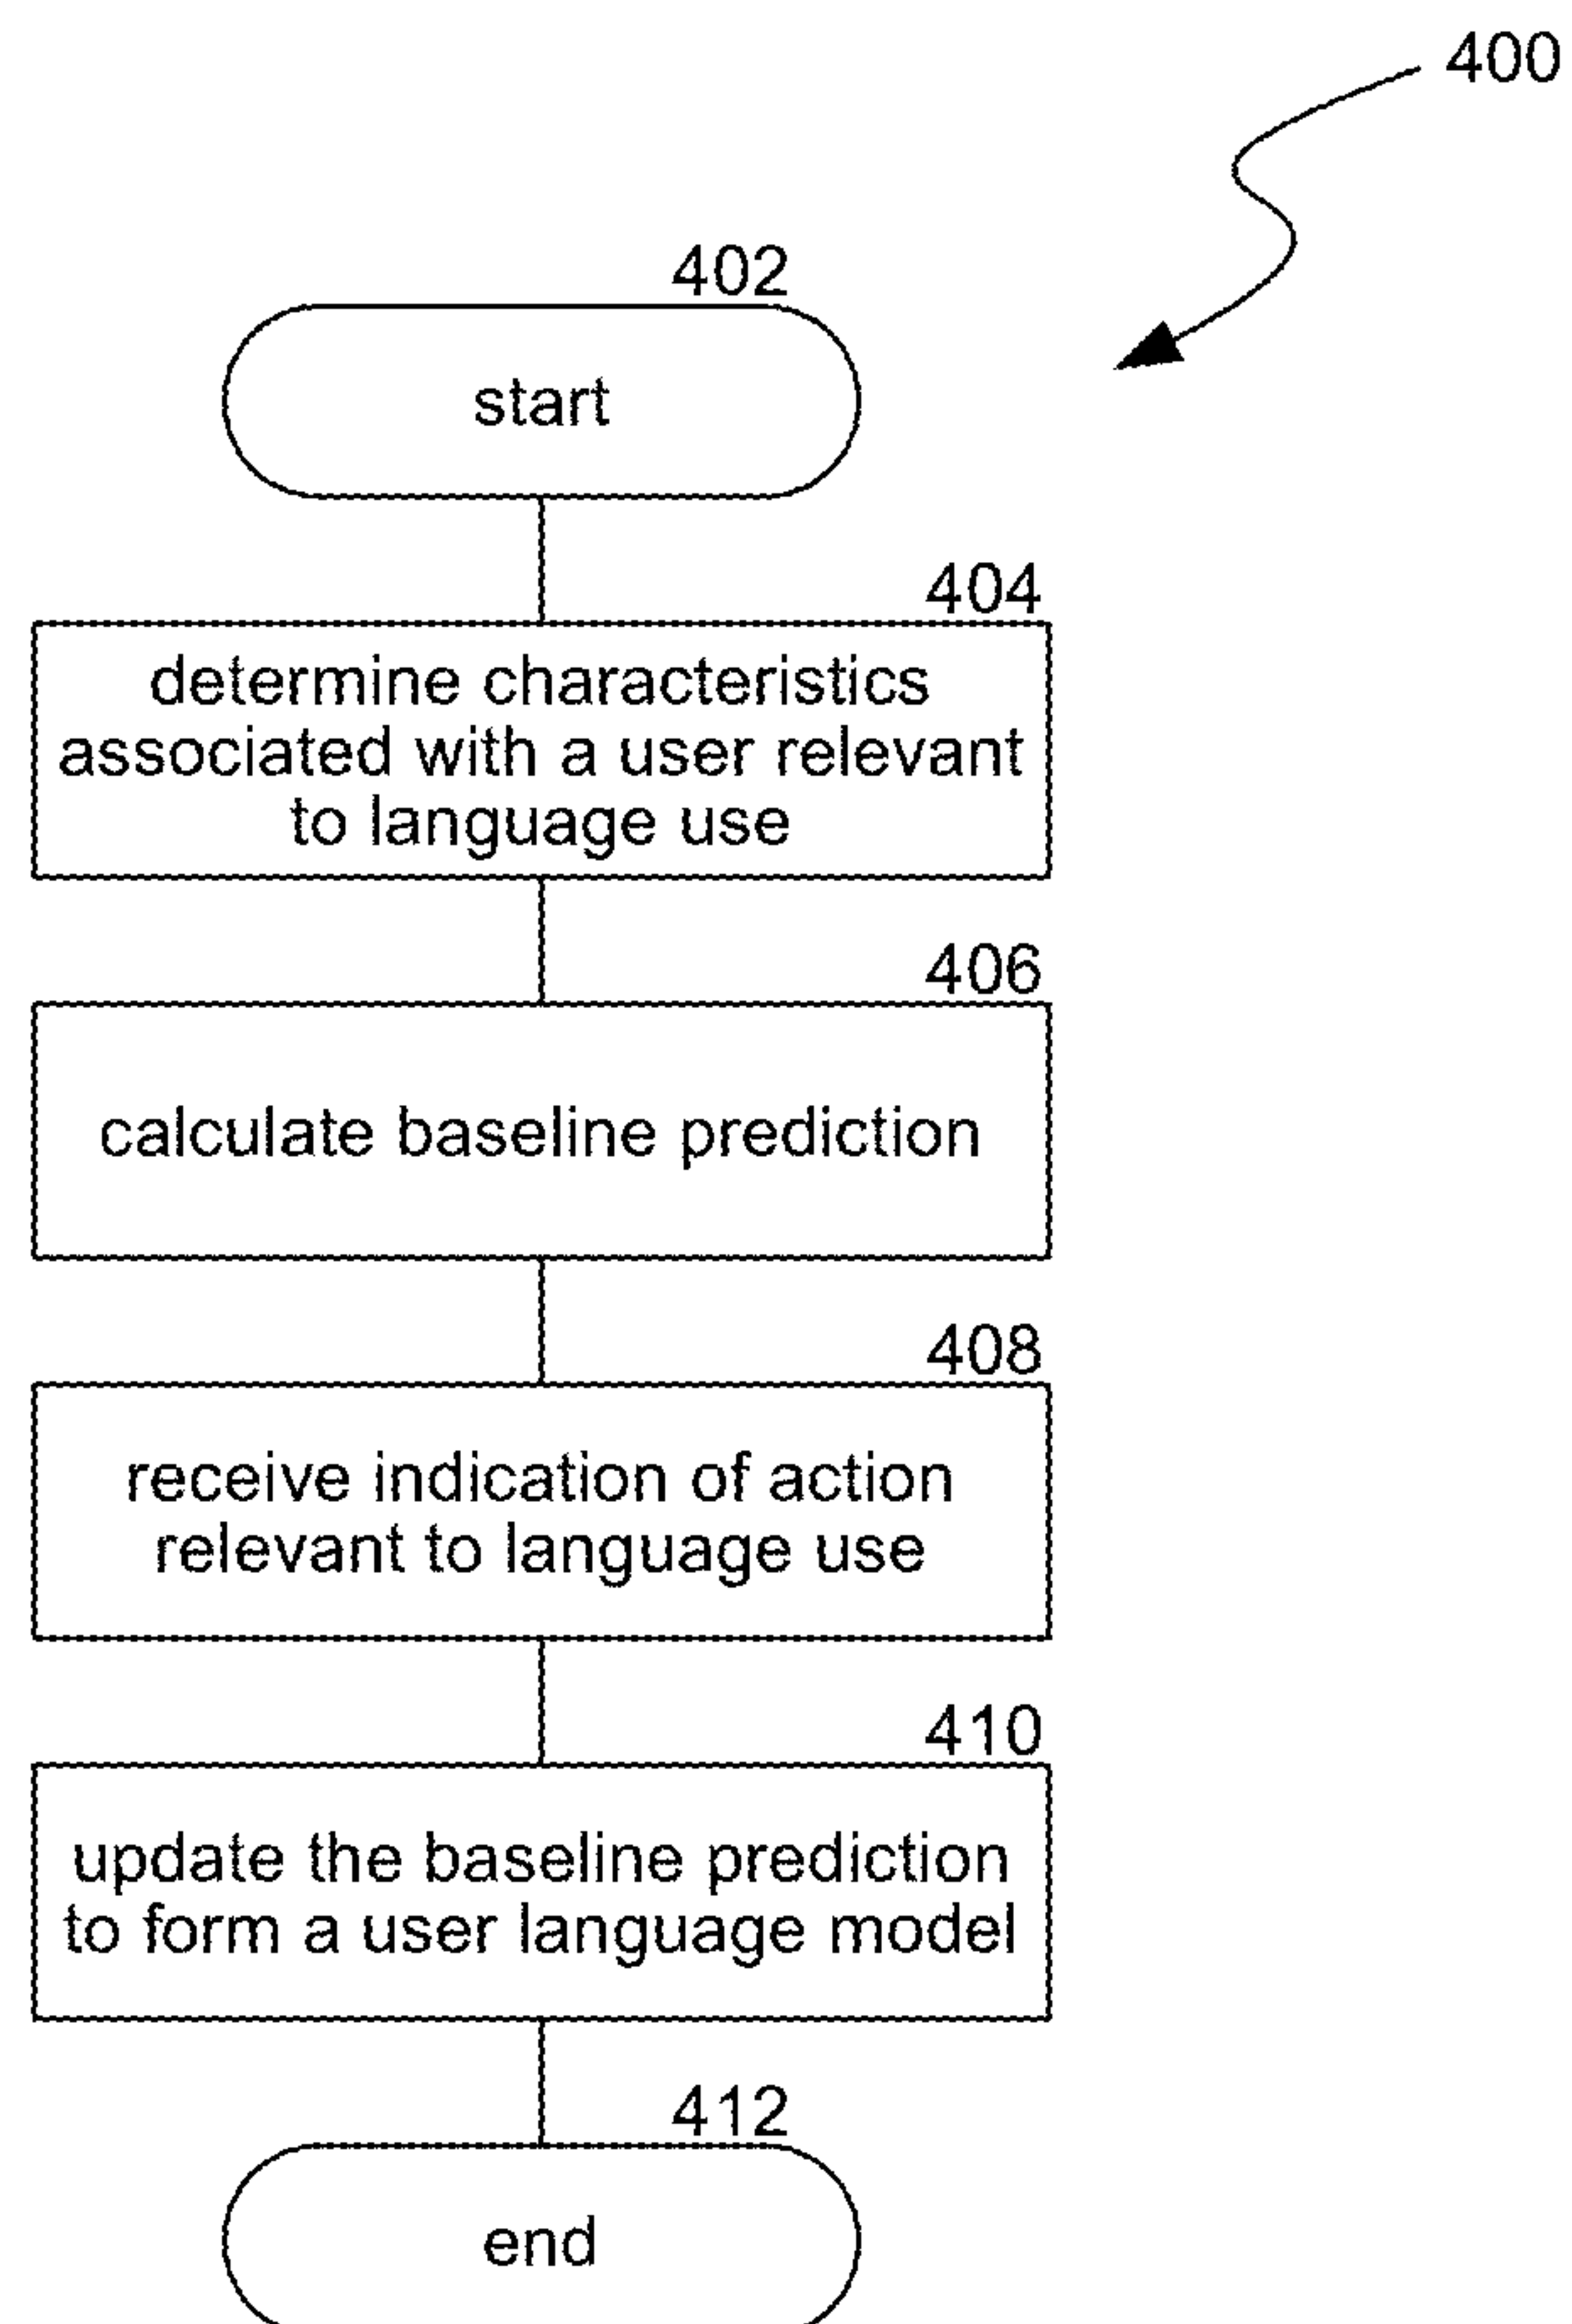 400
402
start
404
determine characteristics
associated with a user relevant
to language use
406
calculate baseline prediction
408
receive indication of action
relevant to language use
410
update the baseline prediction
to form a user language model
412
end